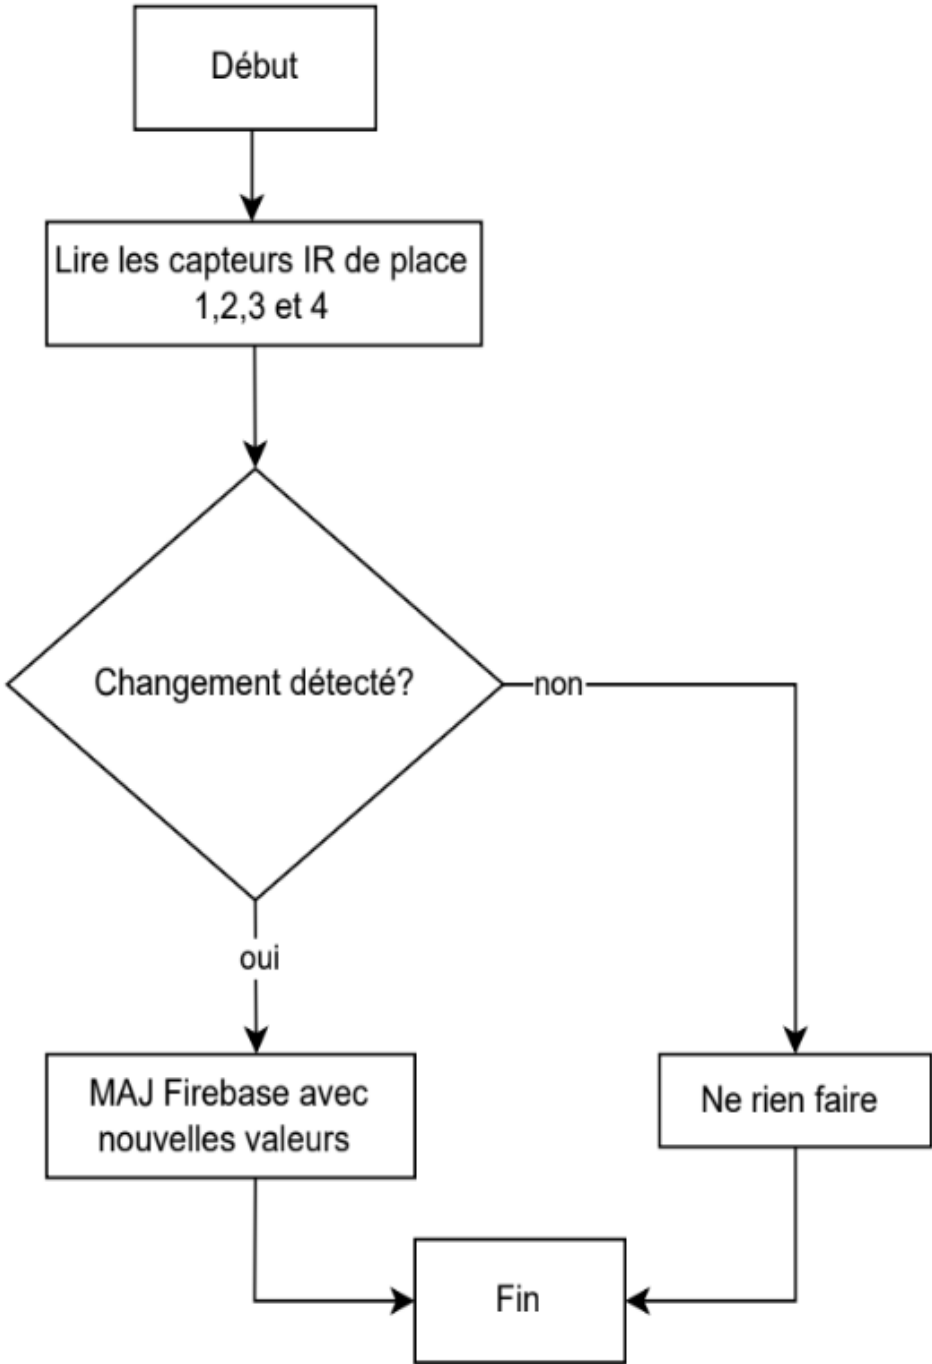 Début
Lire les capteurs IR de place
1,2,3 et 4
Changement détecté?
non
oui
MAJ Firebase avec
nouvelles valeurs
Ne rien faire
Fin